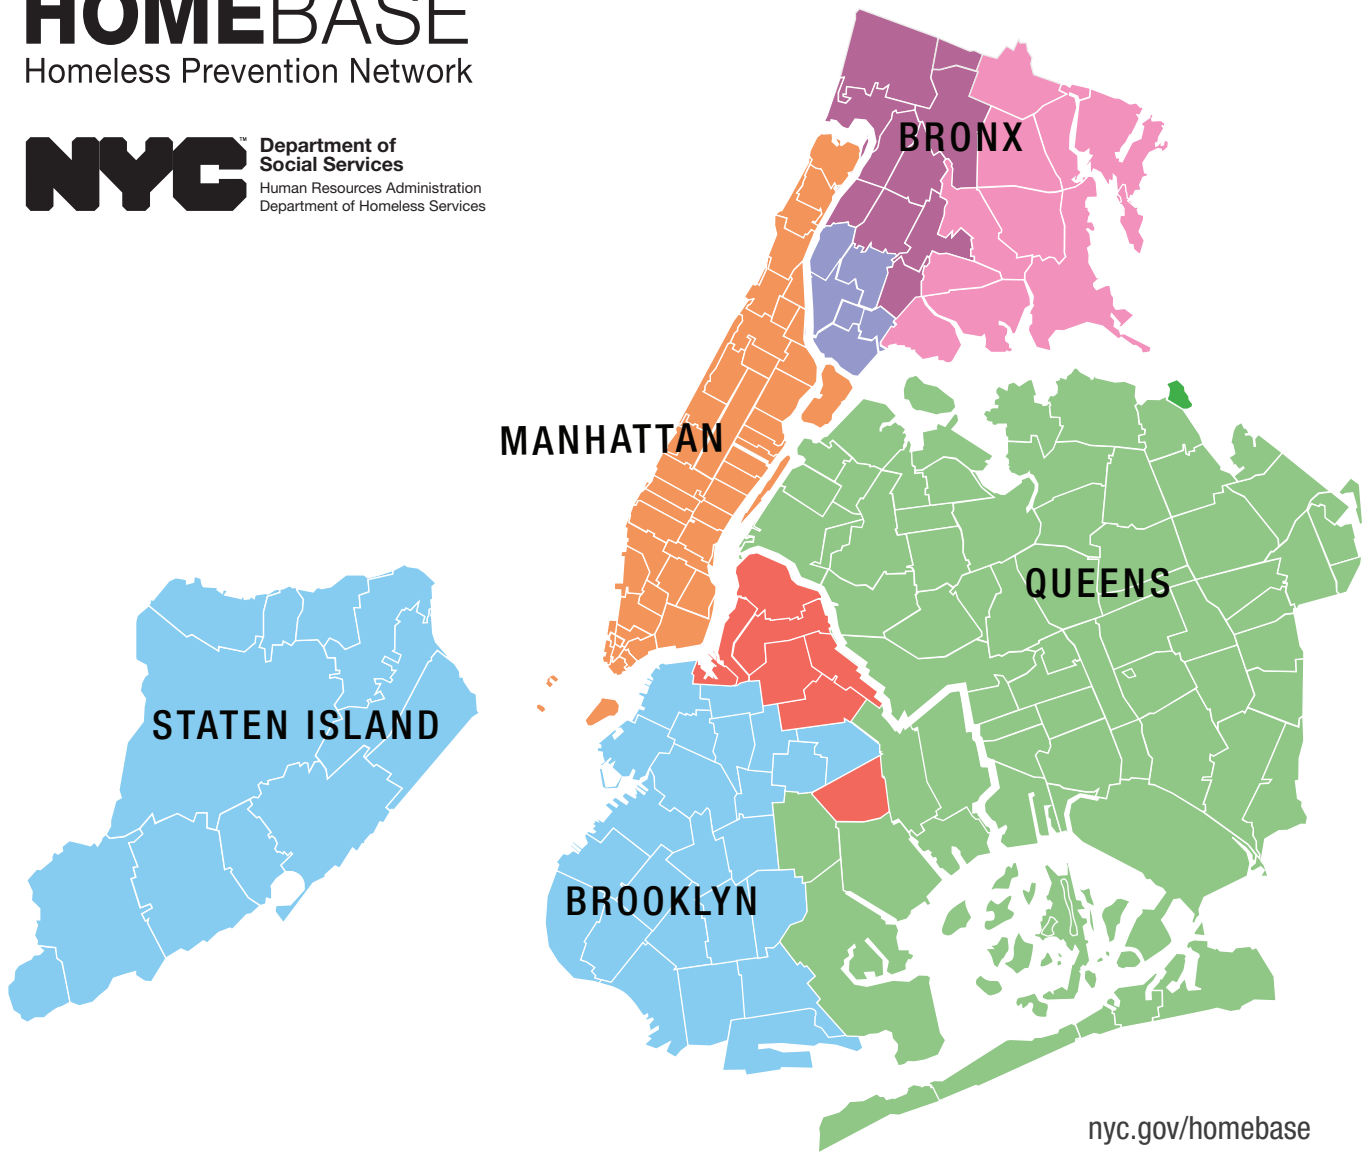 HOMEBASE
Homeless Prevention Network
NYC™
Department of
Social Services
Human Resources Administration
Department of Homeless Services
BRONX
MANHATTAN
QUEENS
STATEN ISLAND
BROOKLYN
nyc.gov/homebase